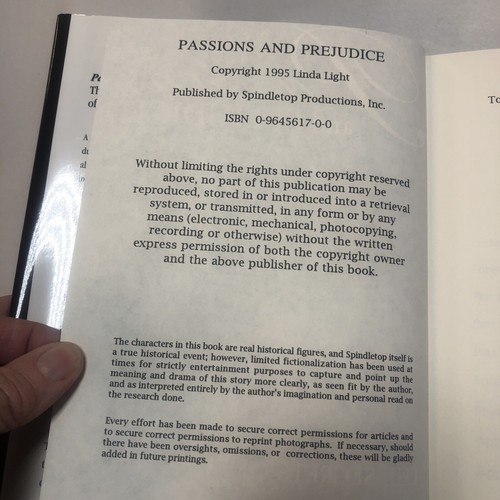 PASSIONS AND PREJUDICE
Copyright 1995 Linda Light
Published by Spindletop Productions, Inc.
ISBN 0-9645617-0-0
Without limiting the rights under copyright reserved
above, no part of this publication may be
reproduced, stored in or introduced into a retrieval
system, or transmitted, in any form or by any
means (electronic, mechanical, photocopying,
recording or otherwise) without the written
express permission of both the copyright owner
and the above publisher of this book.
The characters in this book are real historical figures, and Spindletop itself is
a true historical event; however, limited fictionalization has been used at
times for strictly entertainment purposes to capture and point up the
meaning and drama of this story more clearly, as seen fit by the author,
and as interpreted entirely by the author's imagination and personal read on
the research done.
Every effort has been made to secure correct permissions for articles and
to secure correct permissions to reprint photographs. If necessary, should
there have been oversights, omissions, or corrections, these will be gladly
added in future printings.
of
To